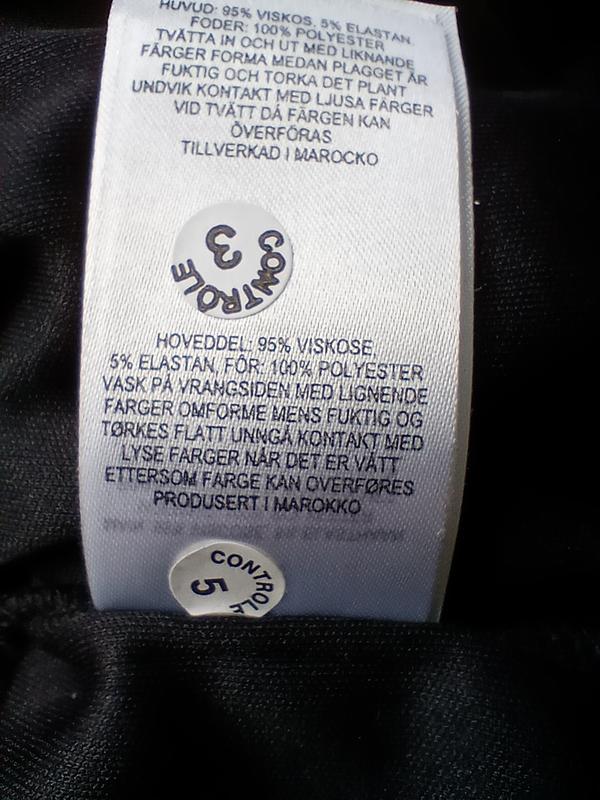 HUVUD: 95% VISKOS, 5% ELASTAN.
FODER: 100% POLYESTER
TVÄTTA IN OCH UT MED LIKNANDE
FÄRGER FORMA MEDAN PLAGGET ÄR
FUKTIG OCH TORKA DET PLANT
UNDVIK KONTAKT MED LJUSA FÄRGER
VID TVÄTT DÅ FÄRGEN KAN
ÖVERFÖRAS
TILLVERKAD I MAROCKO
CONTROLE
3
HOVEDDEL: 95% VISKOSE,
5% ELASTAN, FÔR: 100% POLYESTER
VASK PÅ VRANGSIDEN MED LIGNENDE
FARGER OMFORME MENS FUKTIG OG
TØRKES FLATT UNNGÅ KONTAKT MED
LYSE FARGER NÅR DET ER VÅTT
ETTERSOM FARGE KAN OVERFØRES
PRODUSERT I MAROKKO
CONTROL
5